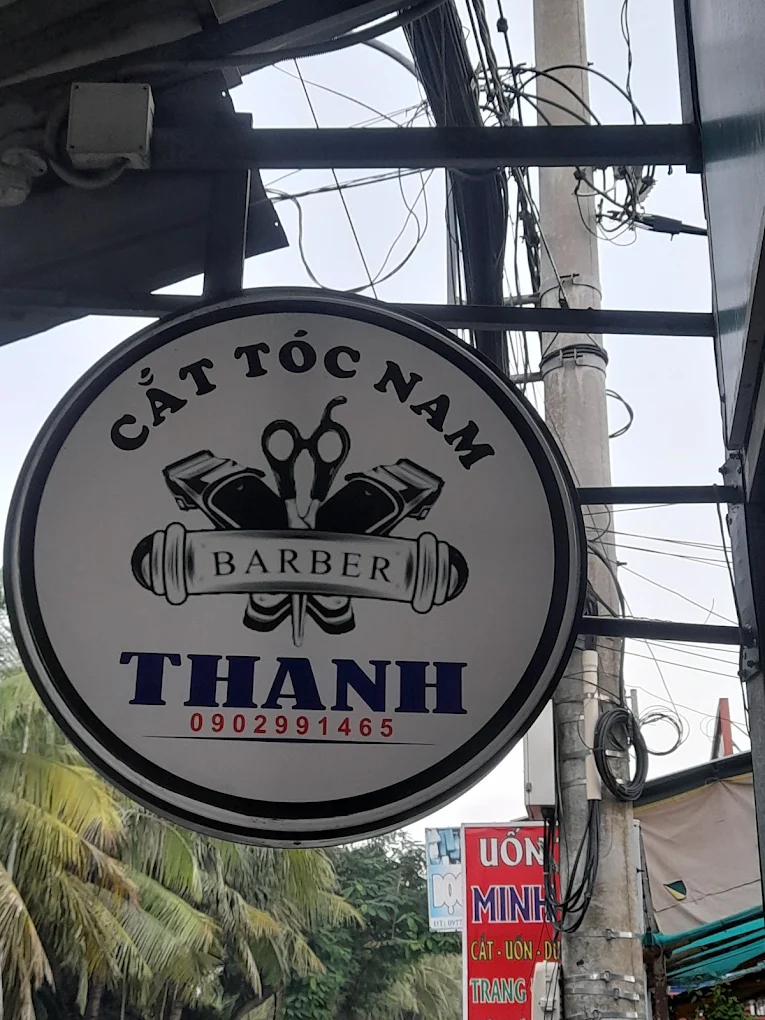 CẮT TÓC NAM
BARBER
THANH
0902991465
UỐN
MINH
CẮT - UỐN - DU
TRANG